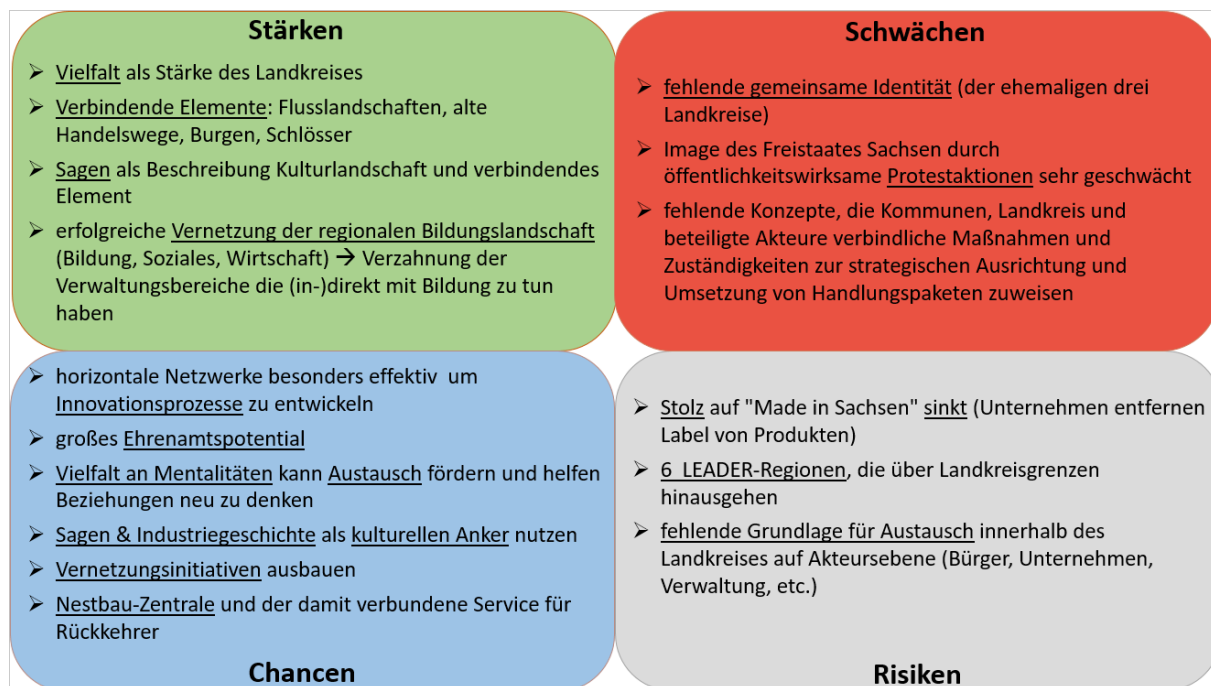 Stärken
➢ Vielfalt als Stärke des Landkreises
➢ Verbindende Elemente: Flusslandschaften, alte
Handelswege, Burgen, Schlösser
➢ Sagen als Beschreibung Kulturlandschaft und verbindendes
Element
➢ erfolgreiche Vernetzung der regionalen Bildungslandschaft
(Bildung, Soziales, Wirtschaft) → Verzahnung der
Verwaltungsbereiche die (in-)direkt mit Bildung zu tun
haben
Schwächen
➢ fehlende gemeinsame Identität (der ehemaligen drei
Landkreise)
➢ Image des Freistaates Sachsen durch
öffentlichkeitswirksame Protestaktionen sehr geschwächt
➢ fehlende Konzepte, die Kommunen, Landkreis und
beteiligte Akteure verbindliche Maßnahmen und
Zuständigkeiten zur strategischen Ausrichtung und
Umsetzung von Handlungspaketen zuweisen
➢ horizontale Netzwerke besonders effektiv um
Innovationsprozesse zu entwickeln
➢ großes Ehrenamtspotential
➢ Vielfalt an Mentalitäten kann Austausch fördern und helfen
Beziehungen neu zu denken
➢ Sagen & Industriegeschichte als kulturellen Anker nutzen
➢ Vernetzungsinitiativen ausbauen
➢ Nestbau-Zentrale und der damit verbundene Service für
Rückkehrer
Chancen
➢ Stolz auf "Made in Sachsen" sinkt (Unternehmen entfernen
Label von Produkten)
➢ 6 LEADER-Regionen, die über Landkreisgrenzen
hinausgehen
➢ fehlende Grundlage für Austausch innerhalb des
Landkreises auf Akteursebene (Bürger, Unternehmen,
Verwaltung, etc.)
Risiken